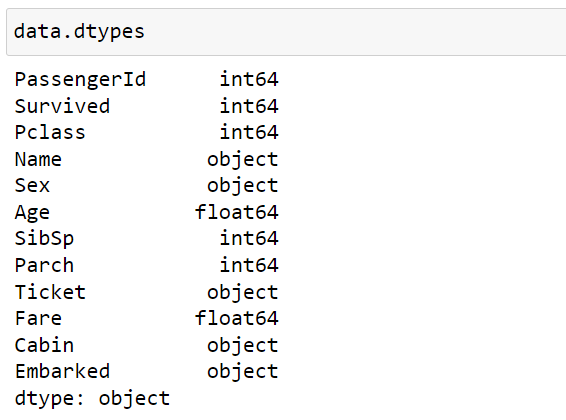 data.dtypes
PassengerId      int64
Survived         int64
Pclass           int64
Name            object
Sex             object
Age            float64
SibSp            int64
Parch            int64
Ticket          object
Fare           float64
Cabin           object
Embarked        object
dtype: object